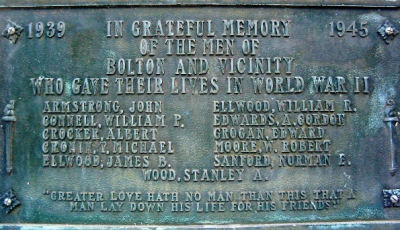 1939 IN GRATEFUL MEMORY 1945
OF THE MEN OF
BOLTON AND VICINITY
WHO GAVE THEIR LIVES IN WORLD WAR II
ARMSTRONG, JOHN ELLWOOD, WILLIAM R.
CONNELL, WILLIAM P. EDWARDS, A. GORDON
CROCKER, ALBERT GROGAN, EDWARD
MICHAEL MOORE, W. ROBERT
ELLWOOD, JAMES B. SANFORD, NORMAN E.
WOOD, STANLEY A.
"GREATER LOVE HATH NO MAN THAN THIS THAT A
MAN LAY DOWN HIS LIFE FOR HIS FRIENDS"